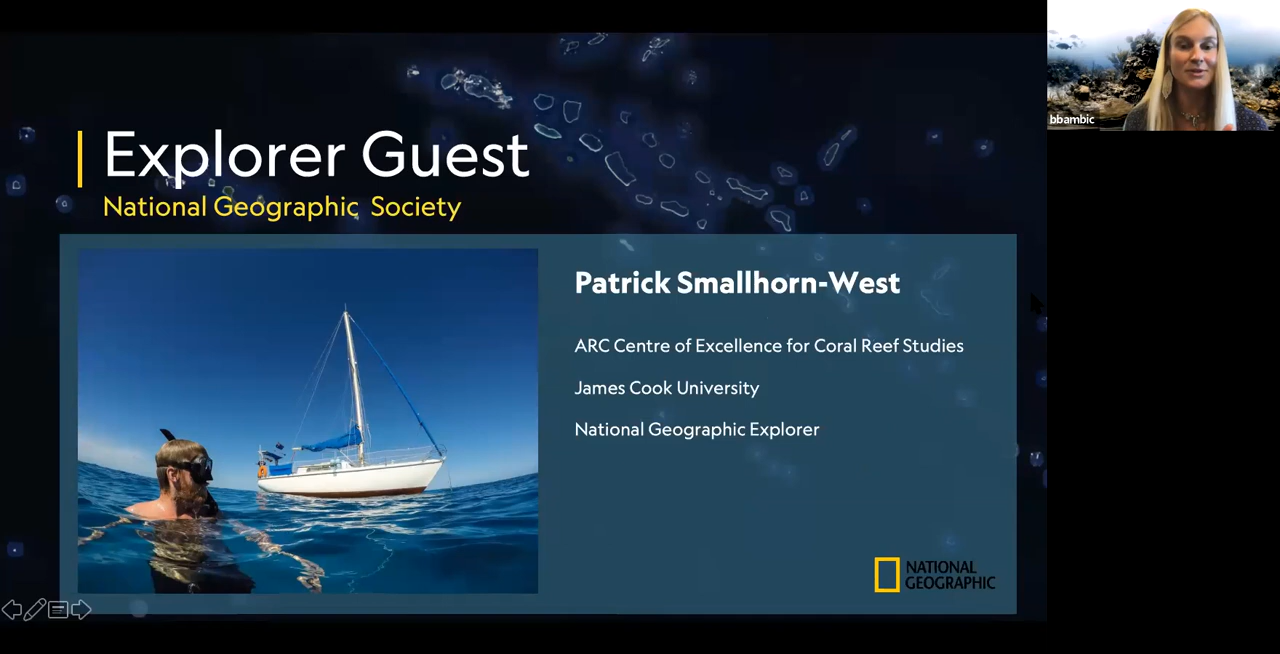 Explorer Guest
National Geographic Society
Patrick Smallhorn-West
ARC Centre of Excellence for Coral Reef Studies
James Cook University
National Geographic Explorer
NATIONAL
GEOGRAPHIC
bbambic